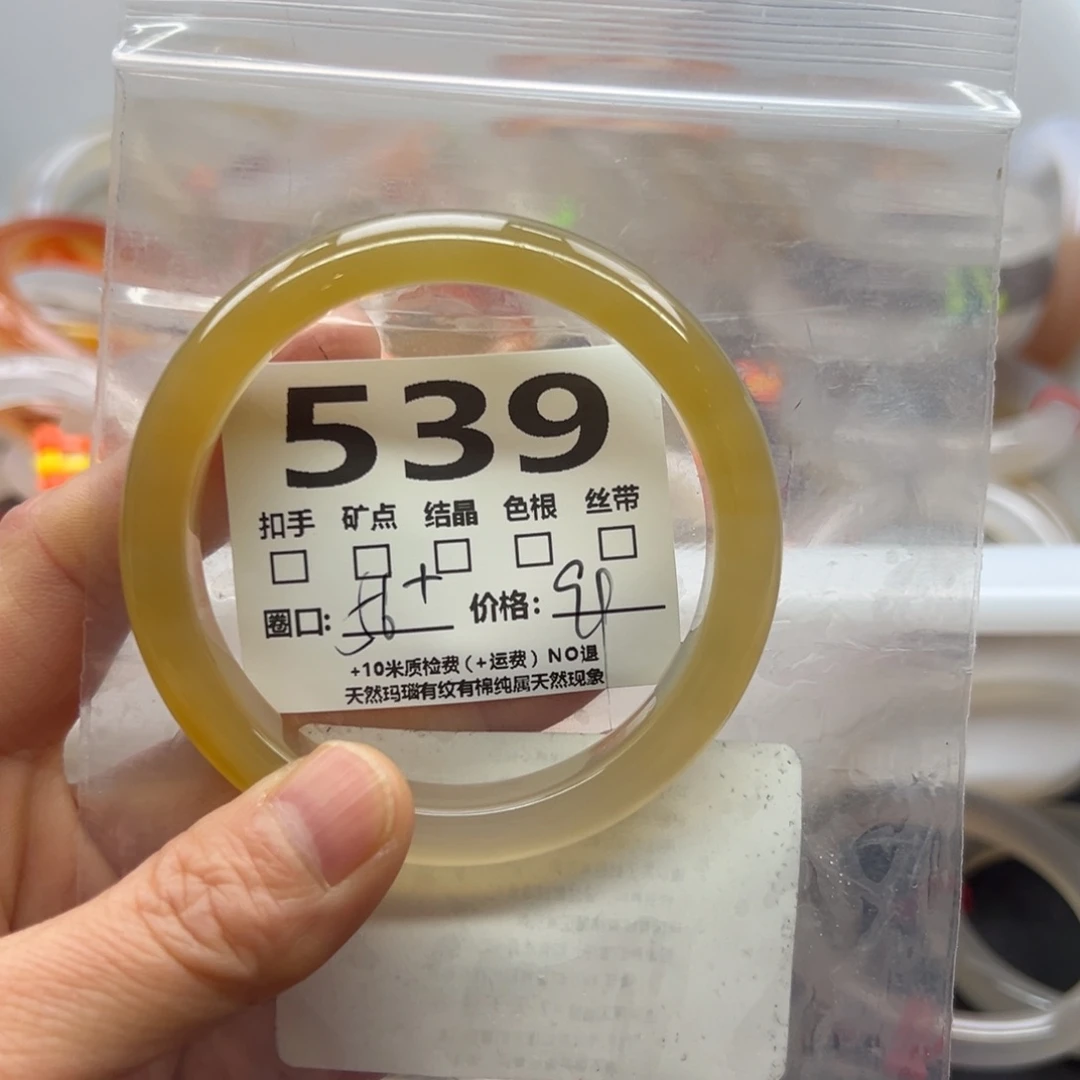 539
扣手 矿点 结晶 色根 丝带
圈口: 56+ 价格:
+10米质检费(+运费)NO退
天然玛瑙有纹有棉纯属天然现象